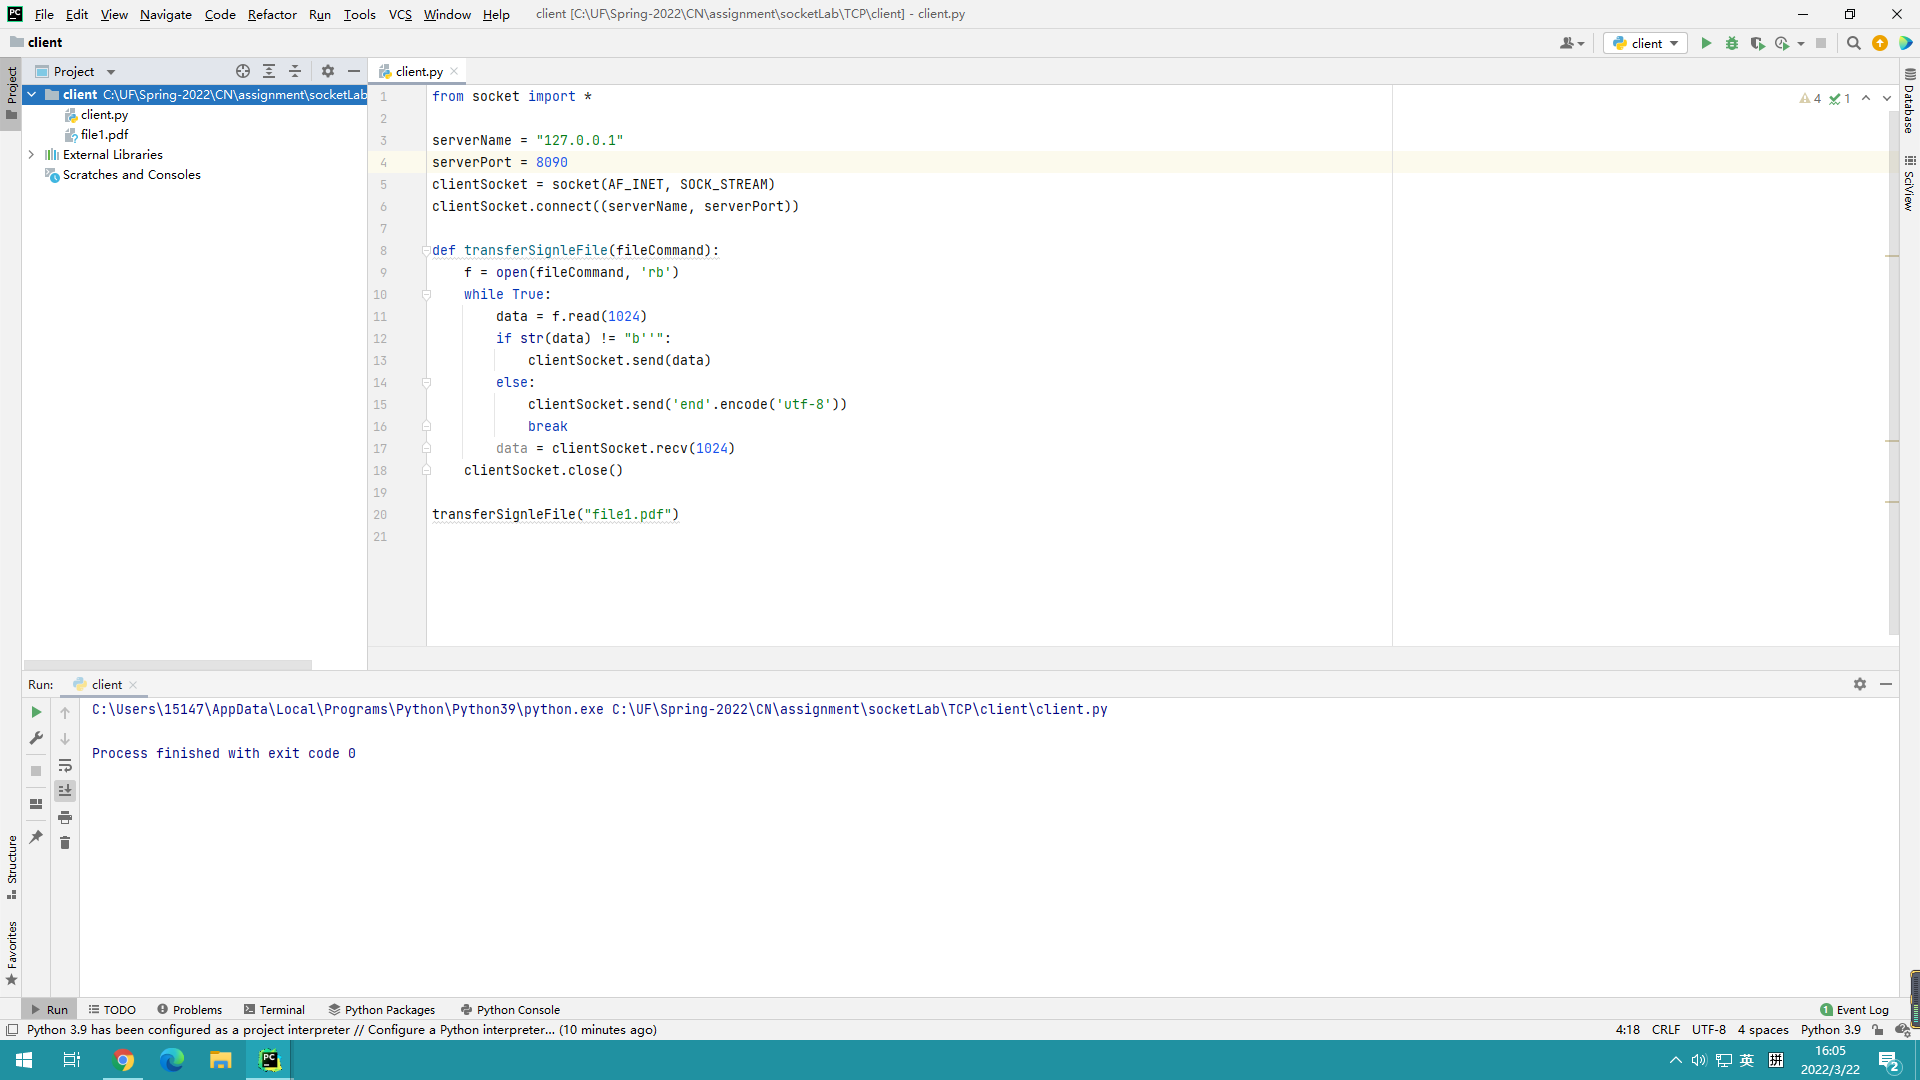 PC File Edit View Navigate Code Refactor Run Tools VCS Window Help client [C:\UF\Spring-2022\CN\assignment\socketLab\TCP\client] - client.py
client
client
Project
client.py
Project
client C:\UF\Spring-2022\CN\assignment\socketLab
client.py
file1.pdf
External Libraries
Scratches and Consoles
1 from socket import *
2
3 serverName = "127.0.0.1"
4 serverPort = 8090
5 clientSocket = socket(AF_INET, SOCK_STREAM)
6 clientSocket.connect((serverName, serverPort))
7
8 def transferSignleFile(fileCommand):
9 f = open(fileCommand, 'rb')
10 while True:
11 data = f.read(1024)
12 if str(data) != "b''":
13 clientSocket.send(data)
14 else:
15 clientSocket.send('end'.encode('utf-8'))
16 break
17 data = clientSocket.recv(1024)
18 clientSocket.close()
19
20 transferSignleFile("file1.pdf")
21
4 1
Database
SciView
Run: client
C:\Users\15147\AppData\Local\Programs\Python\Python39\python.exe C:\UF\Spring-2022\CN\assignment\socketLab\TCP\client\client.py
Process finished with exit code 0
Structure
Favorites
Run TODO Problems Terminal Python Packages Python Console 1 Event Log
Python 3.9 has been configured as a project interpreter // Configure a Python interpreter... (10 minutes ago) 4:18 CRLF UTF-8 4 spaces Python 3.9
PC 英 拼 16:05
2022/3/22 2